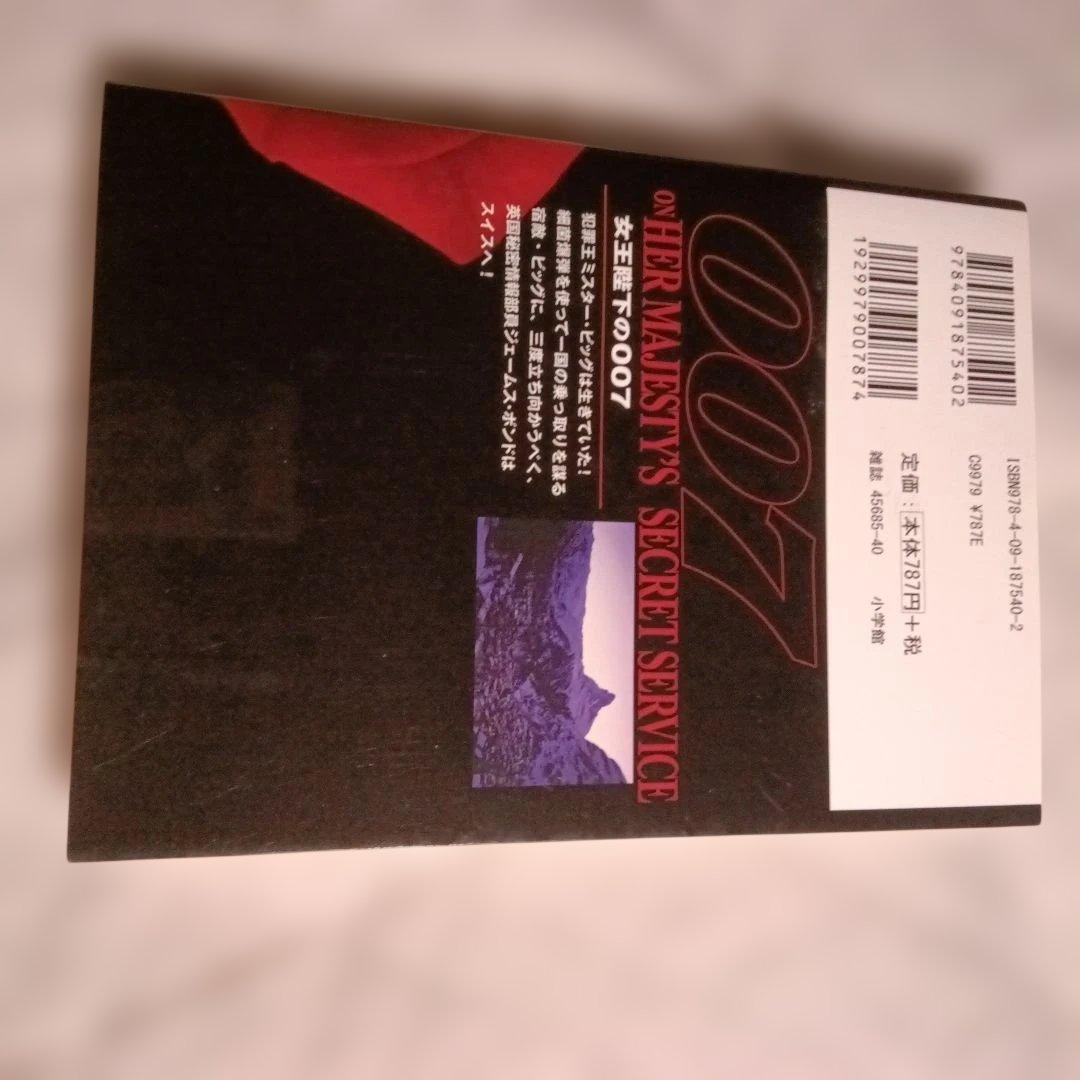 9784091875402
1929979007874
ISBN978-4-09-187540-2
C9979 ¥787E
定価：本体787円＋税
雑誌 45685-40　小学館
007
ON HER MAJESTY'S SECRET SERVICE
女王陛下の007
犯罪王ミスター・ビッグは生きていた！
細菌爆弾を使って一国の乗っ取りを謀る
宿敵・ビッグに、三度立ち向かうべく、
英国秘密情報部員ジェームス・ボンドは
スイスへ！